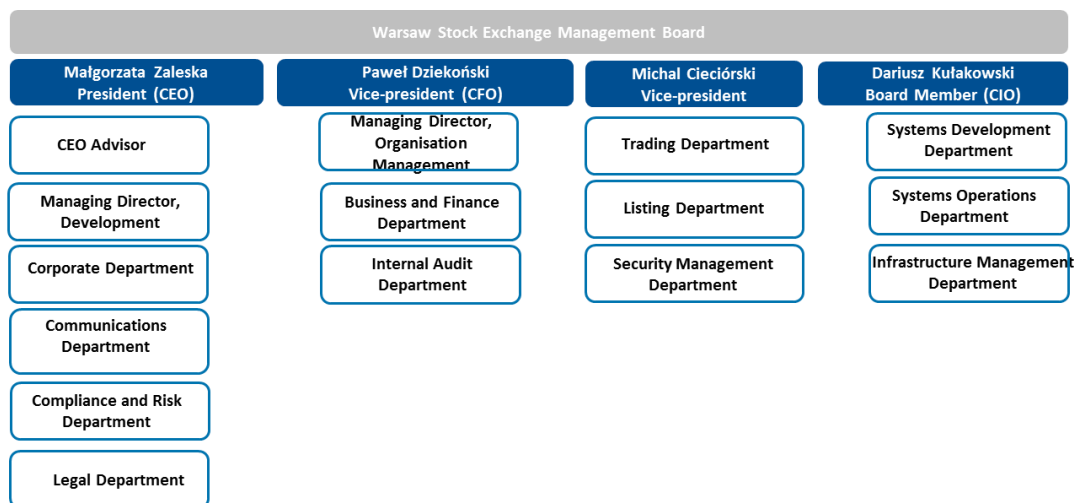 Warsaw Stock Exchange Management Board
Małgorzata Zaleska
President (CEO)
CEO Advisor
Managing Director,
Development
Corporate Department
Communications
Department
Compliance and Risk
Department
Legal Department
Paweł Dziekoński
Vice-president (CFO)
Managing Director,
Organisation
Management
Business and Finance
Department
Internal Audit
Department
Michal Cieciórski
Vice-president
Trading Department
Listing Department
Security Management
Department
Dariusz Kułakowski
Board Member (CIO)
Systems Development
Department
Systems Operations
Department
Infrastructure Management
Department